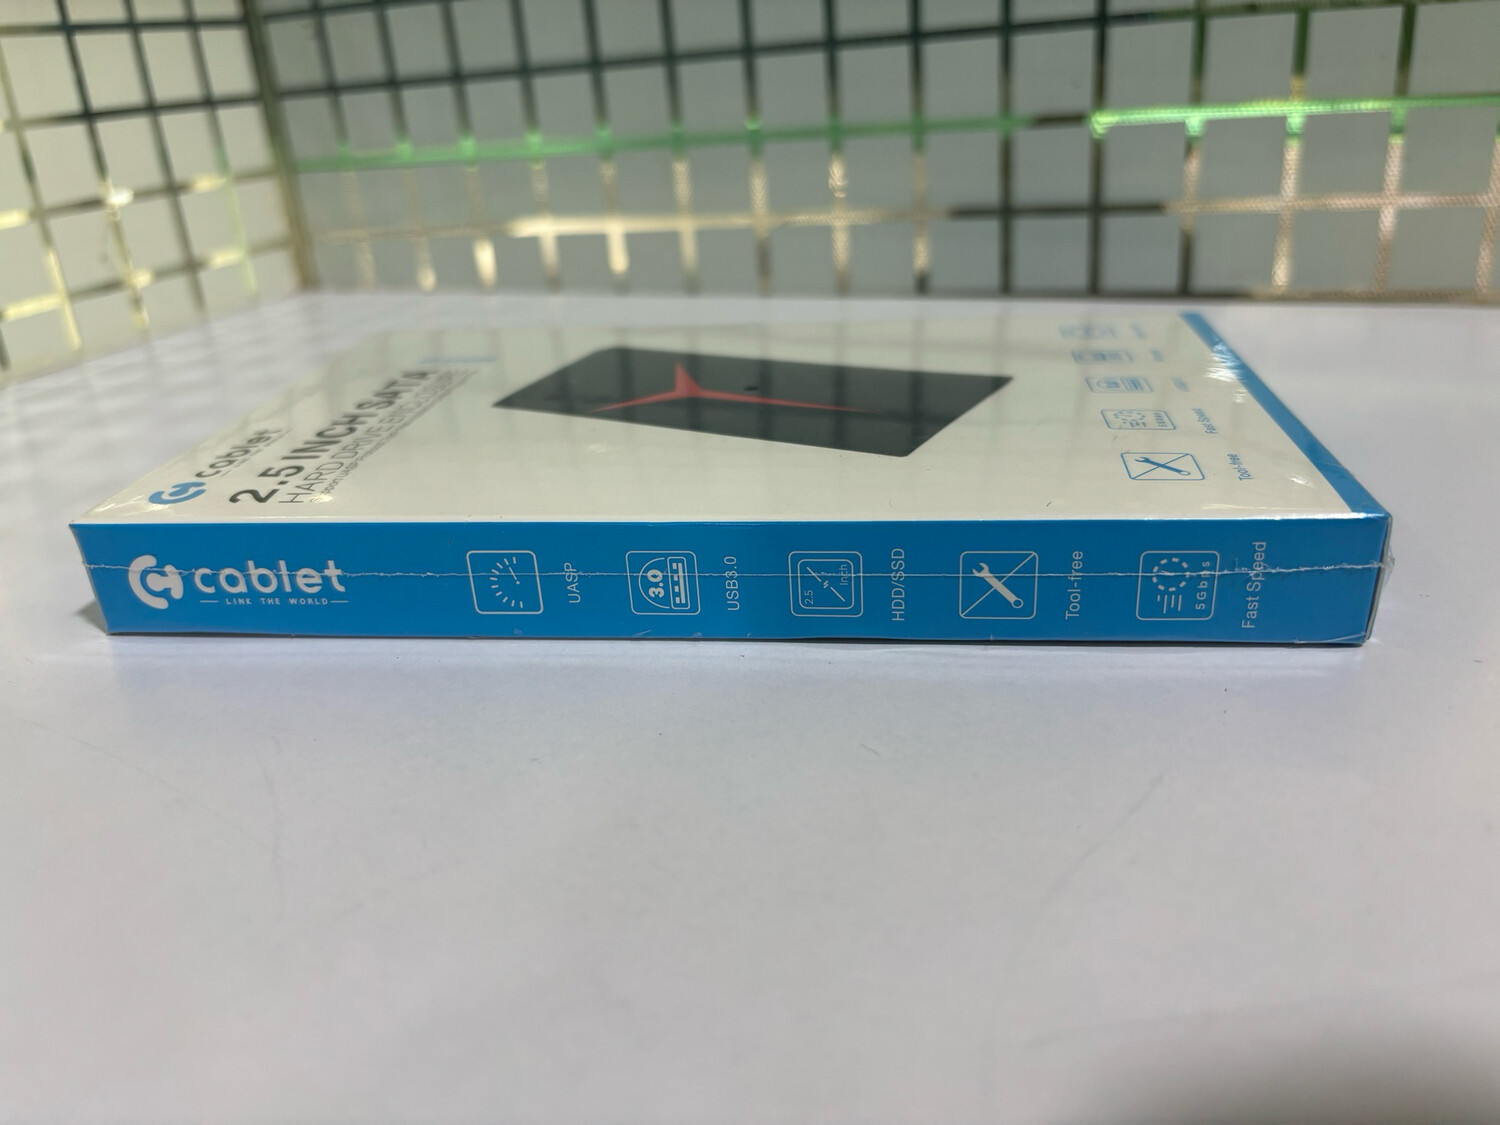 cablet
2.5 INCH SATA
HARD DRIVE ENCLOSURE
Fast Speed
Tool-free
cablet
LINK THE WORLD
UASP
3.0
USB3.0
2.5
Inch
HDD/SSD
Tool-free
5Gbps
Fast Speed